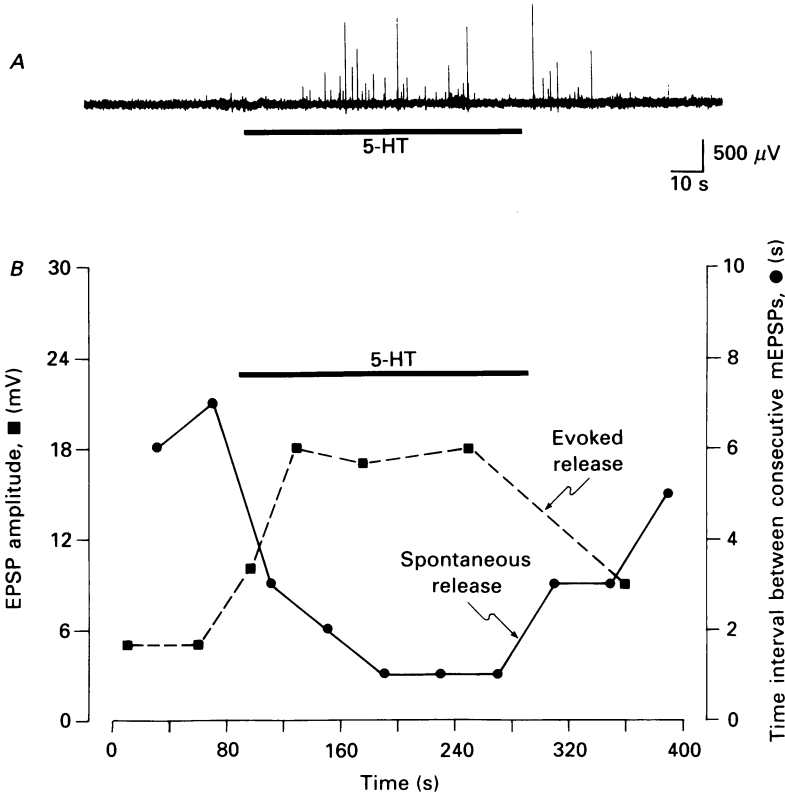 A
5-HT
500 µV
10 s
B
30
24
18
12
6
0
EPSP amplitude, ■ (mV)
5-HT
Evoked
release
Spontaneous
release
10
8
6
4
2
0
Time interval between consecutive mEPSPs, ● (s)
0 80 160 240 320 400
Time (s)